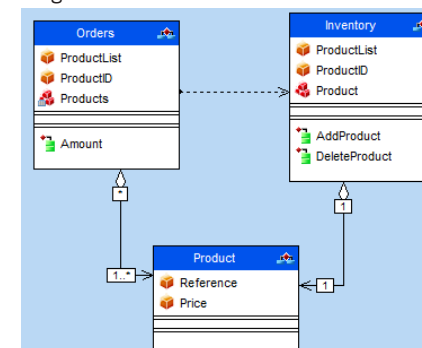 Orders
ProductList
ProductID
Products
Amount
Inventory
ProductList
ProductID
Product
AddProduct
DeleteProduct
*
1
1..*
1
Product
Reference
Price